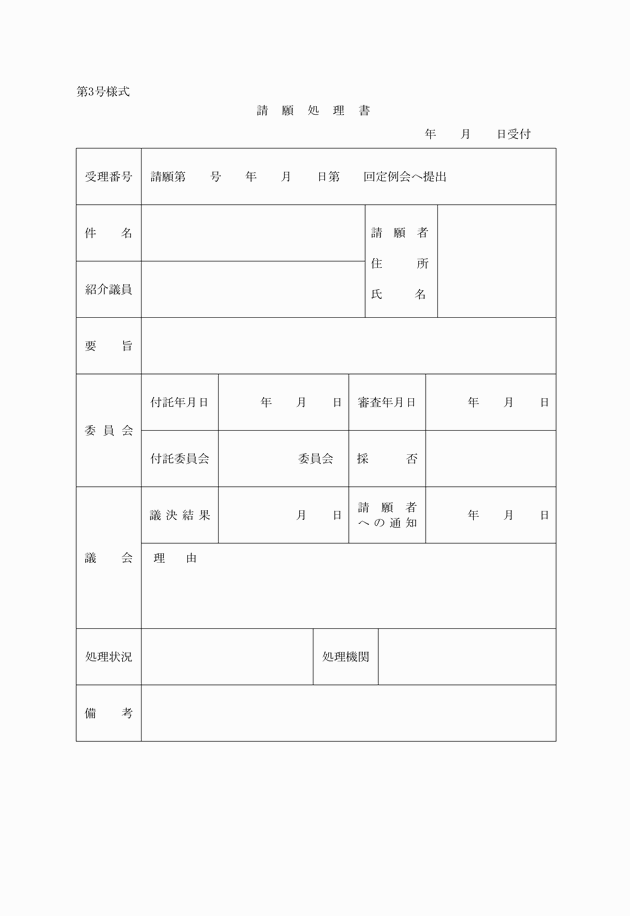 第3号様式
請　願　処　理　書
年　　月　　日受付
受理番号　請願第　　号　　年　　月　　日第　　回定例会へ提出
件　　名
請　願　者
住　　　所
氏　　　名
紹介議員
要　　旨
委　員　会
付託年月日　　年　　月　　日　審査年月日　　年　　月　　日
付託委員会　　委員会　採　　　否
議　　会
議 決 結 果　　月　　日　請　願　者
へ の 通 知　　年　　月　　日
理　由
処理状況　処理機関
備　　考